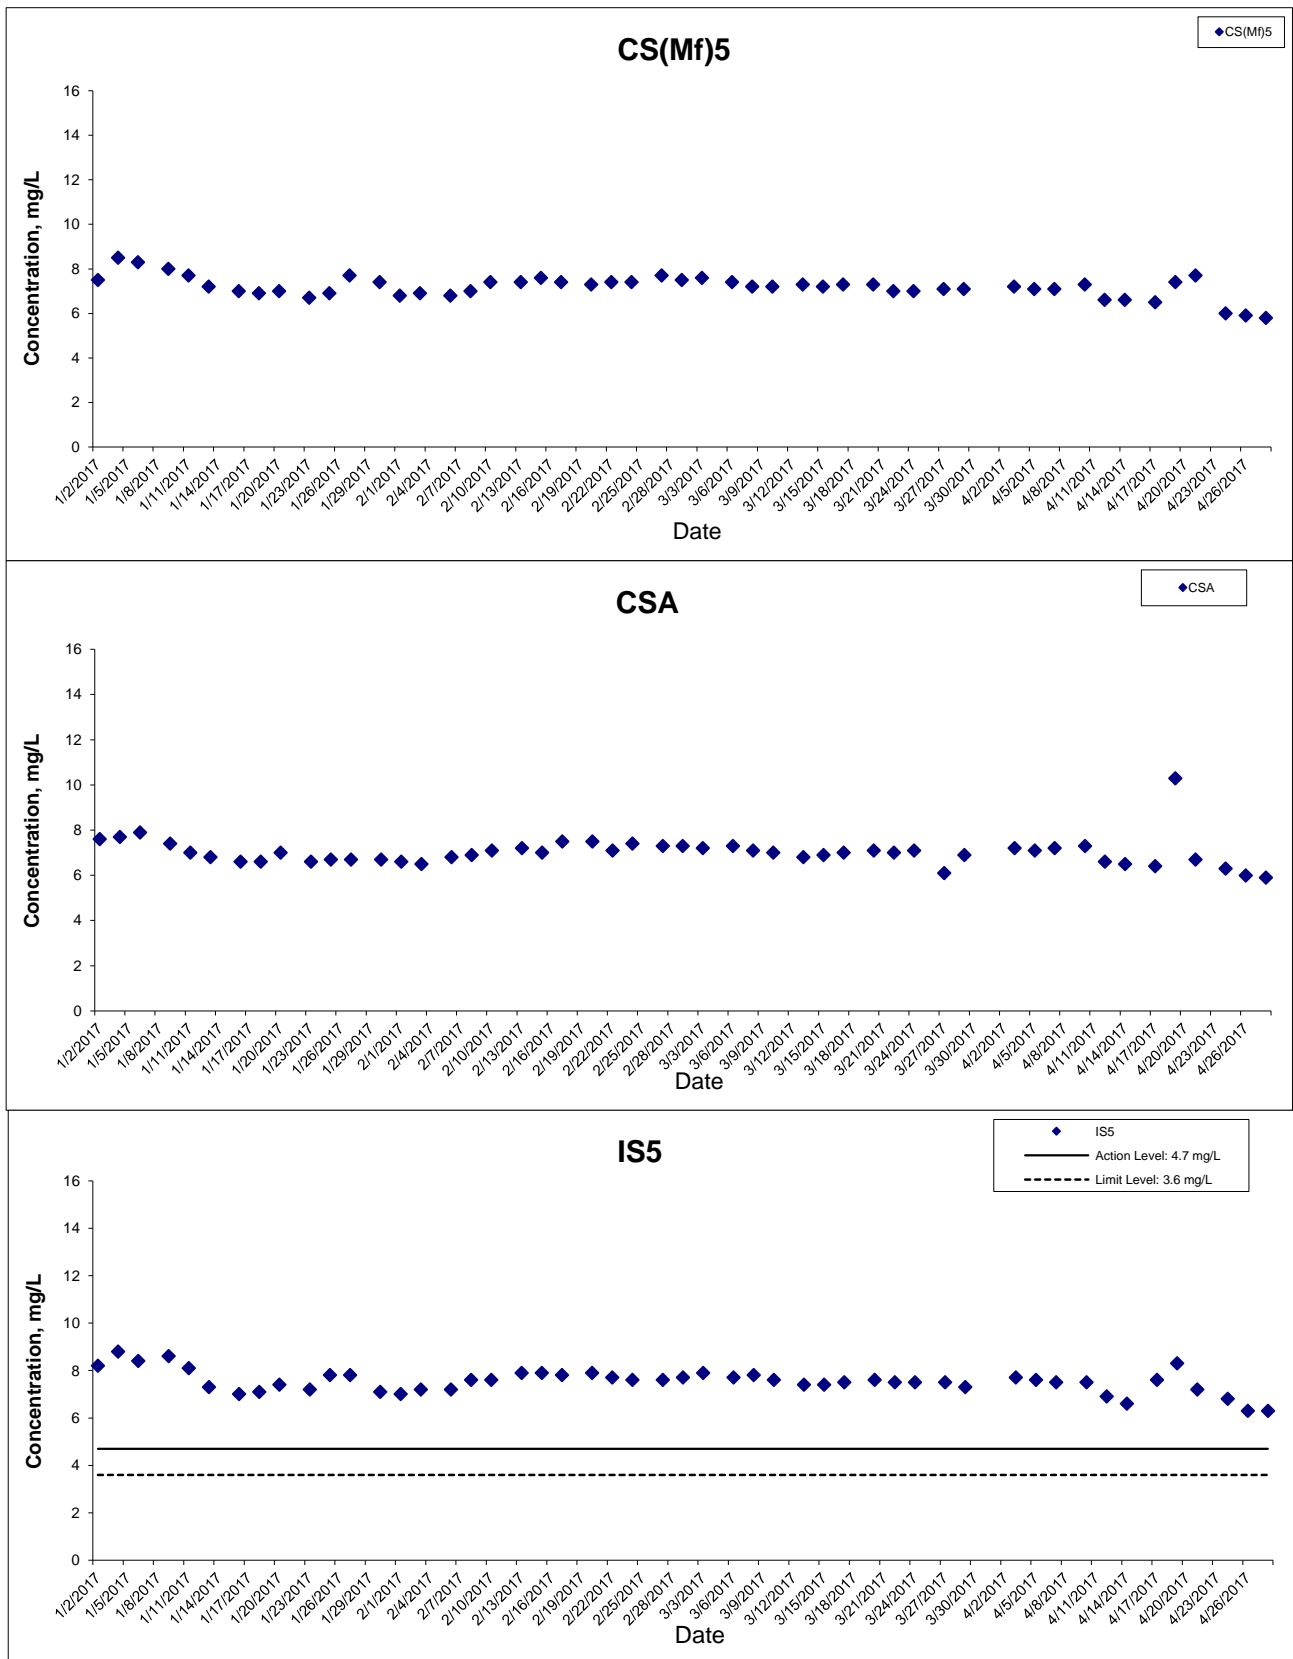 CS(Mf)5
CS(Mf)5
16
14
12
10
8
6
4
2
0
Concentration, mg/L
1/2/2017 1/5/2017 1/8/2017 1/11/2017 1/14/2017 1/17/2017 1/20/2017 1/23/2017 1/26/2017 1/29/2017 2/1/2017 2/4/2017 2/7/2017 2/10/2017 2/13/2017 2/16/2017 2/19/2017 2/22/2017 2/25/2017 2/28/2017 3/3/2017 3/6/2017 3/9/2017 3/12/2017 3/15/2017 3/18/2017 3/21/2017 3/24/2017 3/27/2017 3/30/2017 4/2/2017 4/5/2017 4/8/2017 4/11/2017 4/14/2017 4/17/2017 4/20/2017 4/23/2017 4/26/2017
Date
CSA
CSA
16
14
12
10
8
6
4
2
0
Concentration, mg/L
1/2/2017 1/5/2017 1/8/2017 1/11/2017 1/14/2017 1/17/2017 1/20/2017 1/23/2017 1/26/2017 1/29/2017 2/1/2017 2/4/2017 2/7/2017 2/10/2017 2/13/2017 2/16/2017 2/19/2017 2/22/2017 2/25/2017 2/28/2017 3/3/2017 3/6/2017 3/9/2017 3/12/2017 3/15/2017 3/18/2017 3/21/2017 3/24/2017 3/27/2017 3/30/2017 4/2/2017 4/5/2017 4/8/2017 4/11/2017 4/14/2017 4/17/2017 4/20/2017 4/23/2017 4/26/2017
Date
IS5
IS5
Action Level: 4.7 mg/L
Limit Level: 3.6 mg/L
16
14
12
10
8
6
4
2
0
Concentration, mg/L
1/2/2017 1/5/2017 1/8/2017 1/11/2017 1/14/2017 1/17/2017 1/20/2017 1/23/2017 1/26/2017 1/29/2017 2/1/2017 2/4/2017 2/7/2017 2/10/2017 2/13/2017 2/16/2017 2/19/2017 2/22/2017 2/25/2017 2/28/2017 3/3/2017 3/6/2017 3/9/2017 3/12/2017 3/15/2017 3/18/2017 3/21/2017 3/24/2017 3/27/2017 3/30/2017 4/2/2017 4/5/2017 4/8/2017 4/11/2017 4/14/2017 4/17/2017 4/20/2017 4/23/2017 4/26/2017
Date